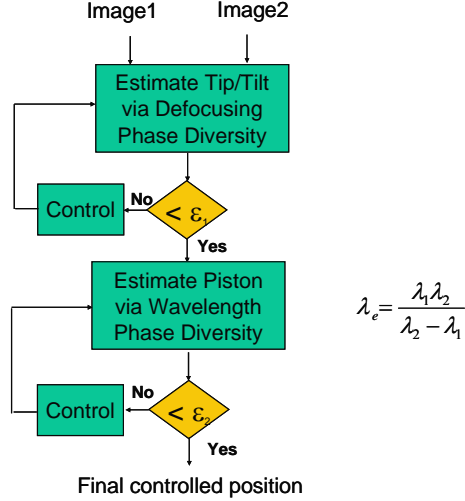 Image1 Image2
Estimate Tip/Tilt
via Defocusing
Phase Diversity
No
Control
< ε₁
Yes
Estimate Piston
via Wavelength
Phase Diversity
λₑ = λ₁λ₂ / (λ₂ − λ₁)
No
Control
< ε₂
Yes
Final controlled position